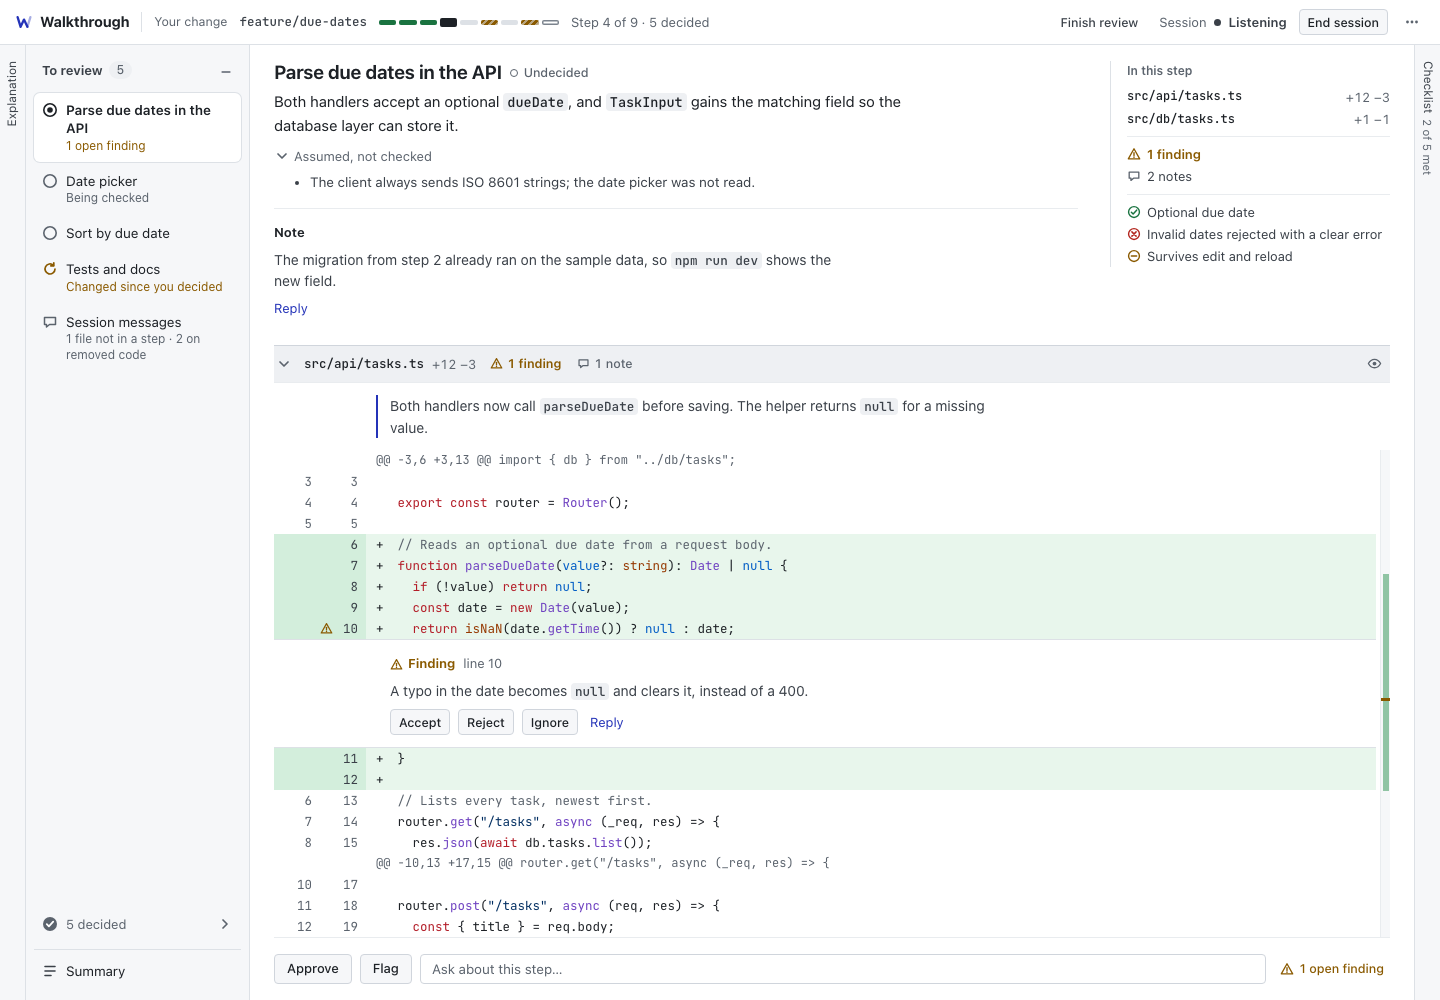 Walkthrough
Your change feature/due-dates
Step 4 of 9 · 5 decided
Finish review
Session Listening
End session
Explanation
To review 5
Parse due dates in the
API
1 open finding
Date picker
Being checked
Sort by due date
Tests and docs
Changed since you decided
Session messages
1 file not in a step · 2 on
removed code
5 decided
Summary
Parse due dates in the API Undecided
Both handlers accept an optional dueDate, and TaskInput gains the matching field so the
database layer can store it.
Assumed, not checked
• The client always sends ISO 8601 strings; the date picker was not read.
Note
The migration from step 2 already ran on the sample data, so npm run dev shows the
new field.
Reply
In this step
src/api/tasks.ts +12 −3
src/db/tasks.ts +1 −1
1 finding
2 notes
Optional due date
Invalid dates rejected with a clear error
Survives edit and reload
Checklist 2 of 5 met
src/api/tasks.ts +12 −3 1 finding 1 note
Both handlers now call parseDueDate before saving. The helper returns null for a missing
value.
@@ -3,6 +3,13 @@ import { db } from "../db/tasks";
3 3
4 4 export const router = Router();
5 5
6 + // Reads an optional due date from a request body.
7 + function parseDueDate(value?: string): Date | null {
8 + if (!value) return null;
9 + const date = new Date(value);
10 + return isNaN(date.getTime()) ? null : date;
Finding line 10
A typo in the date becomes null and clears it, instead of a 400.
Accept Reject Ignore Reply
11 + }
12 +
6 13 // Lists every task, newest first.
7 14 router.get("/tasks", async (_req, res) => {
8 15 res.json(await db.tasks.list());
@@ -10,13 +17,15 @@ router.get("/tasks", async (_req, res) => {
10 17
11 18 router.post("/tasks", async (req, res) => {
12 19 const { title } = req.body;
Approve Flag Ask about this step… 1 open finding